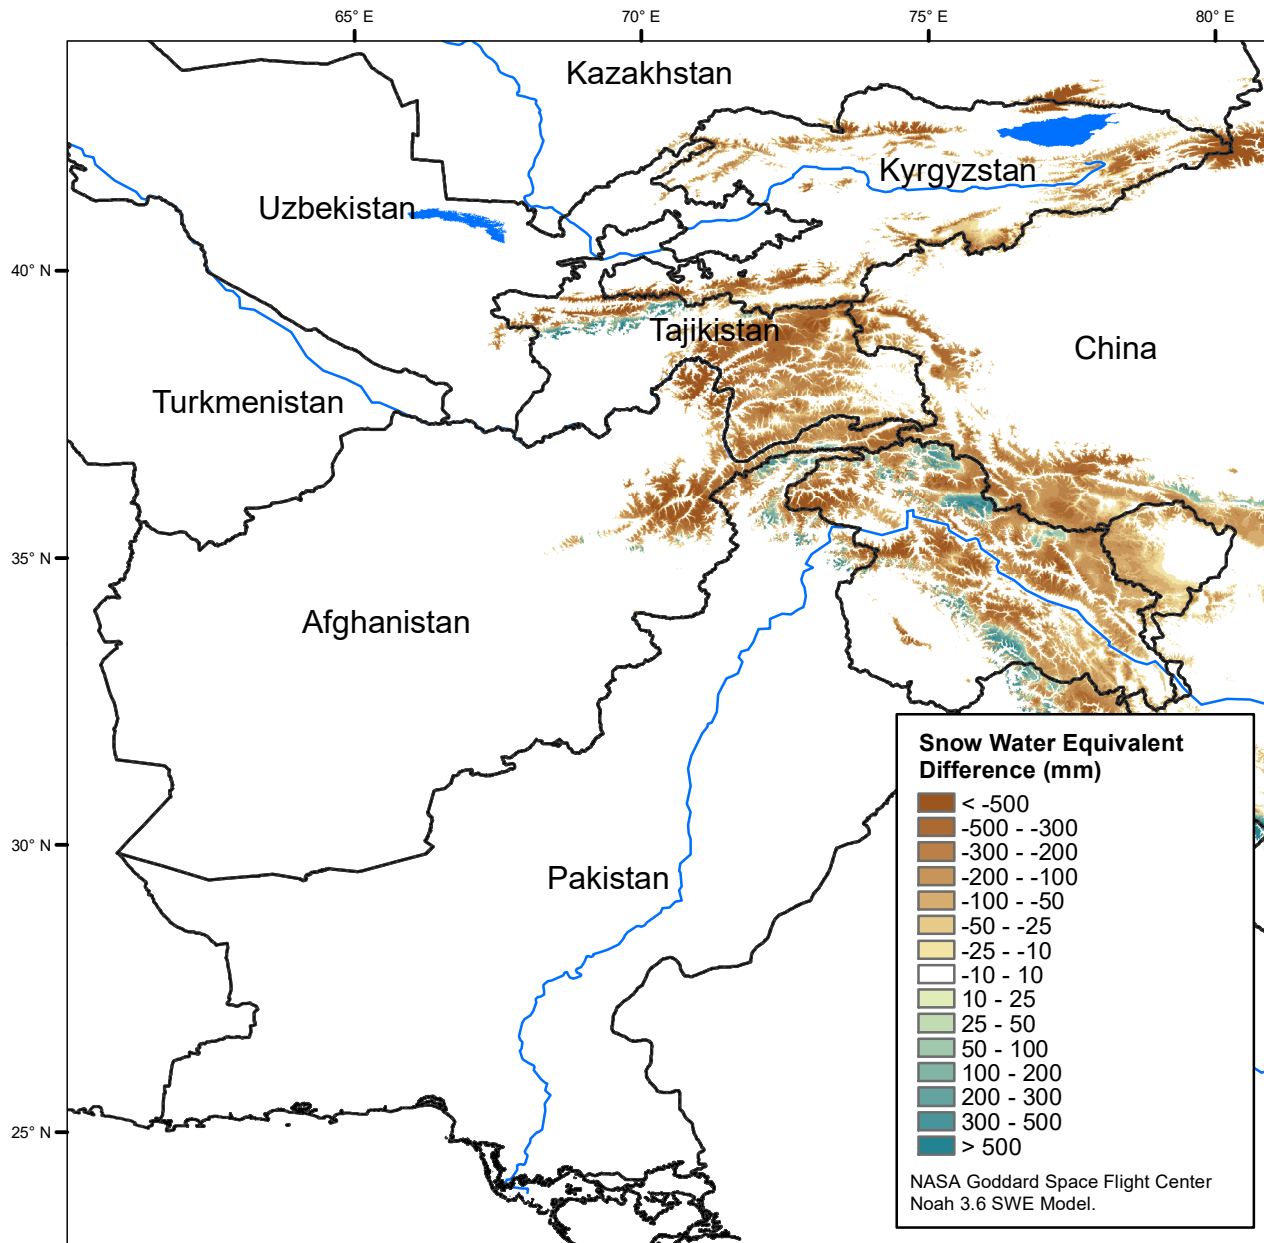 65° E
70° E
75° E
80° E
Kazakhstan
Kyrgyzstan
Uzbekistan
40° N
Tajikistan
China
Turkmenistan
35° N
Afghanistan
Snow Water Equivalent
Difference (mm)
< -500
-500 - -300
-300 - -200
-200 - -100
-100 - -50
-50 - -25
-25 - -10
-10 - 10
10 - 25
25 - 50
50 - 100
100 - 200
200 - 300
300 - 500
> 500
30° N
Pakistan
25° N
NASA Goddard Space Flight Center
Noah 3.6 SWE Model.